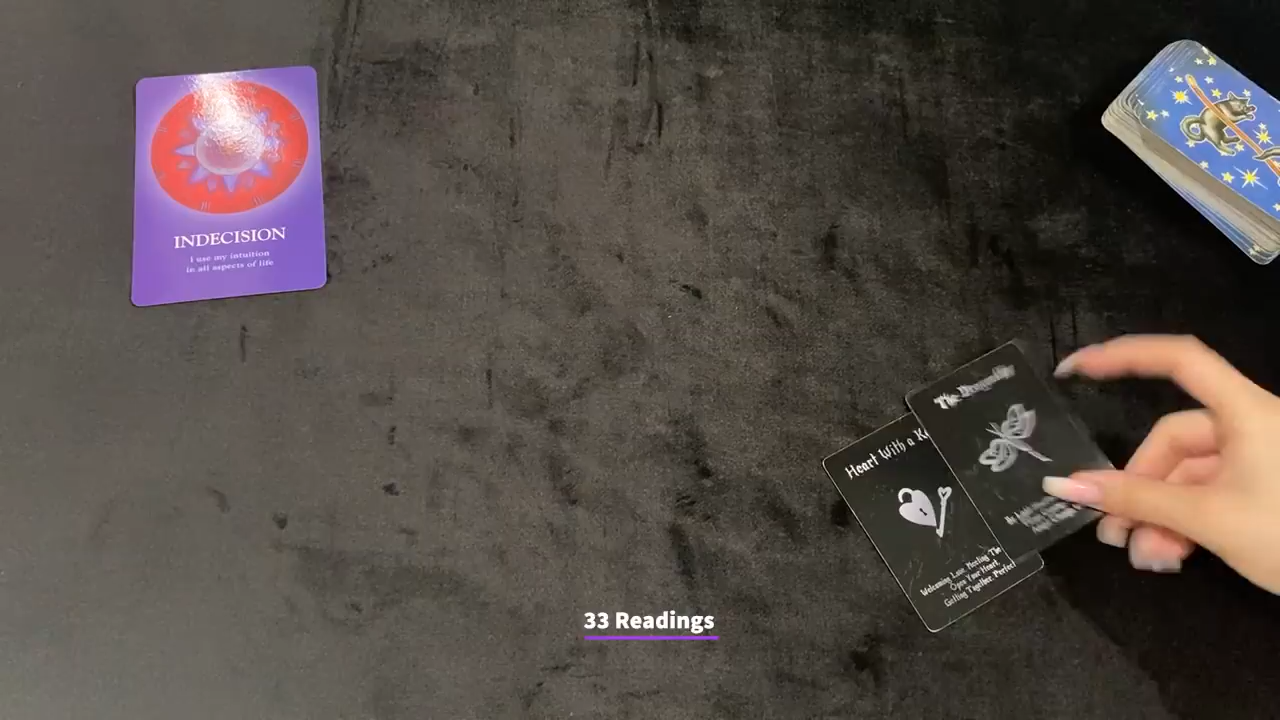 INDECISION
I use my intuition
in all aspects of life
The Dragonfly
Heart With a Ke
Welcoming Love, Meeting The
Open Your Heart
Getting Together, Perfect
33 Readings